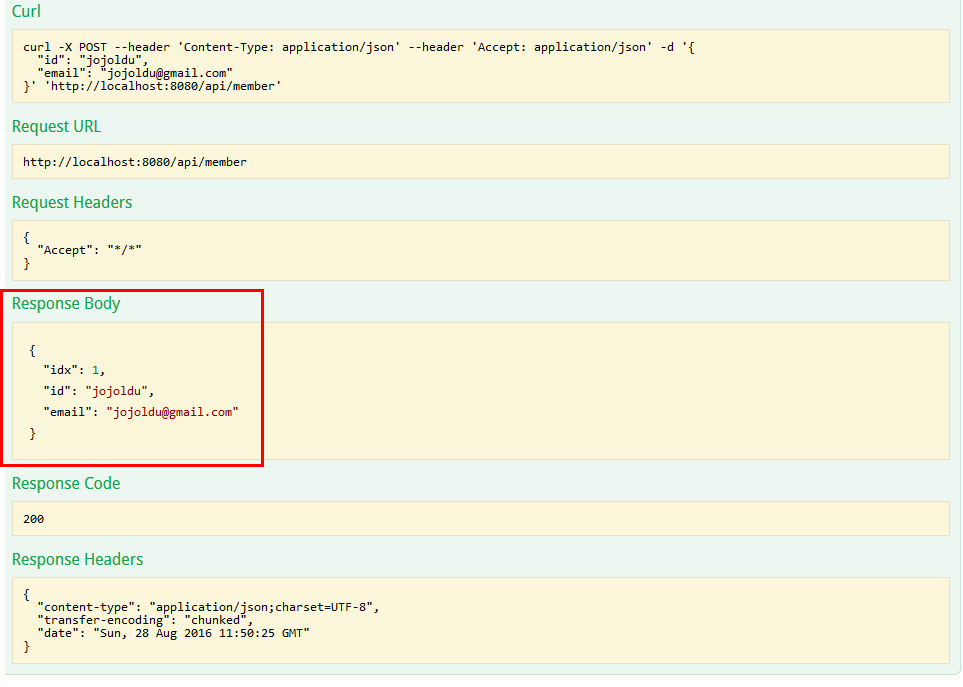 Curl
curl -X POST --header 'Content-Type: application/json' --header 'Accept: application/json' -d '{
"id": "jojoldu",
"email": "jojoldu@gmail.com"
}' 'http://localhost:8080/api/member'
Request URL
http://localhost:8080/api/member
Request Headers
{
"Accept": "*/*"
}
Response Body
{
"idx": 1,
"id": "jojoldu",
"email": "jojoldu@gmail.com"
}
Response Code
200
Response Headers
{
"content-type": "application/json;charset=UTF-8",
"transfer-encoding": "chunked",
"date": "Sun, 28 Aug 2016 11:50:25 GMT"
}